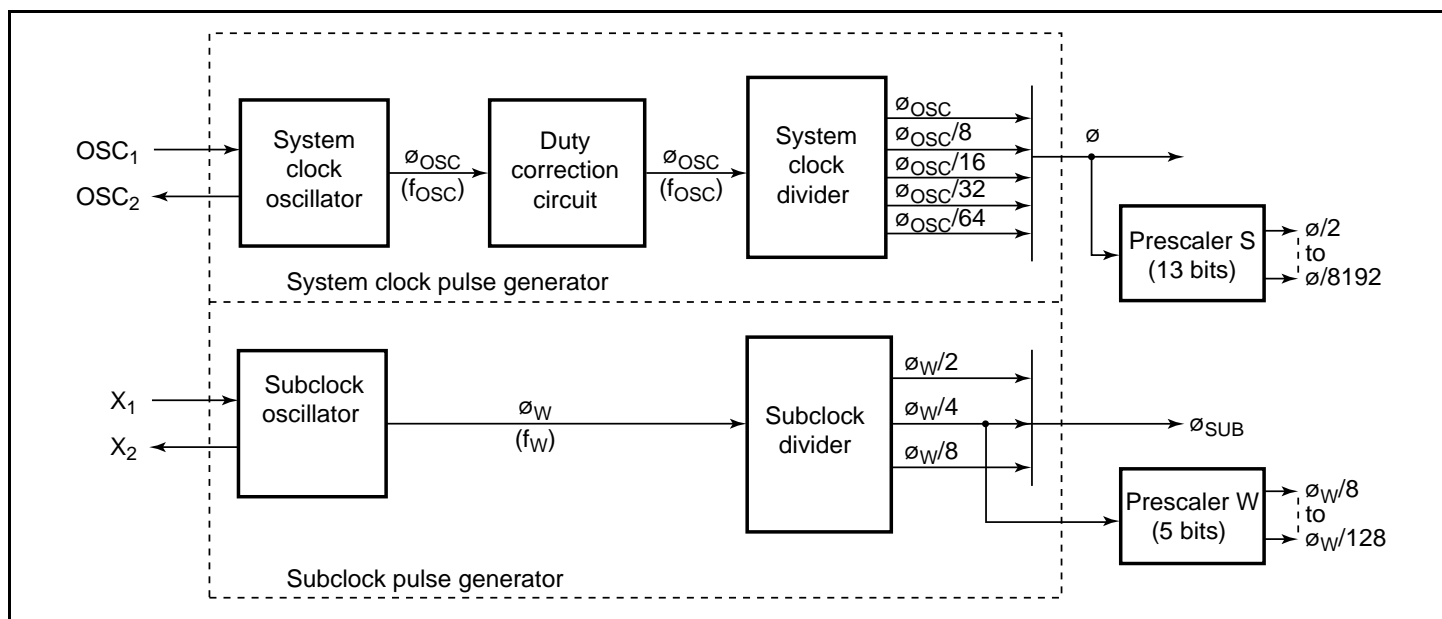 OSC1
OSC2
System
clock
oscillator
øOSC
(fOSC)
Duty
correction
circuit
øOSC
(fOSC)
System
clock
divider
øOSC
øOSC/8
øOSC/16
øOSC/32
øOSC/64
ø
Prescaler S
(13 bits)
ø/2
to
ø/8192
System clock pulse generator
X1
X2
Subclock
oscillator
øW
(fW)
Subclock
divider
øW/2
øW/4
øW/8
øSUB
Prescaler W
(5 bits)
øW/8
to
øW/128
Subclock pulse generator